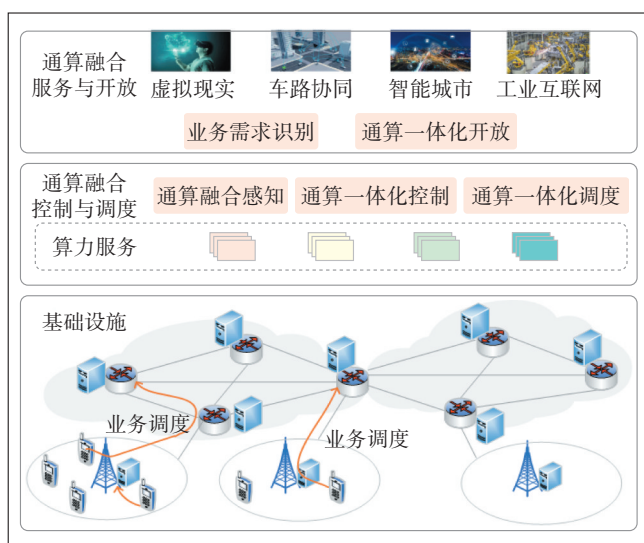 通算融合
服务与开放
虚拟现实
车路协同
智能城市
工业互联网
业务需求识别
通算一体化开放
通算融合
控制与调度
通算融合感知
通算一体化控制
通算一体化调度
算力服务
基础设施
业务调度
业务调度